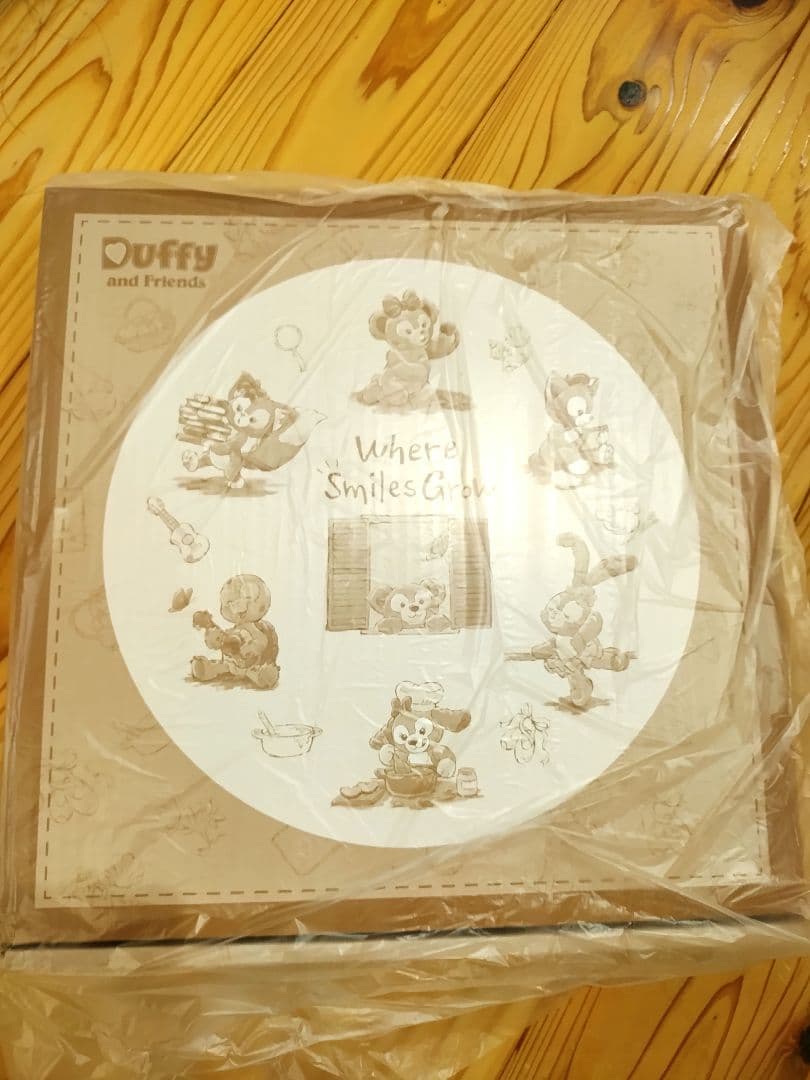 Duffy
and Friends
Where
Smiles Grow